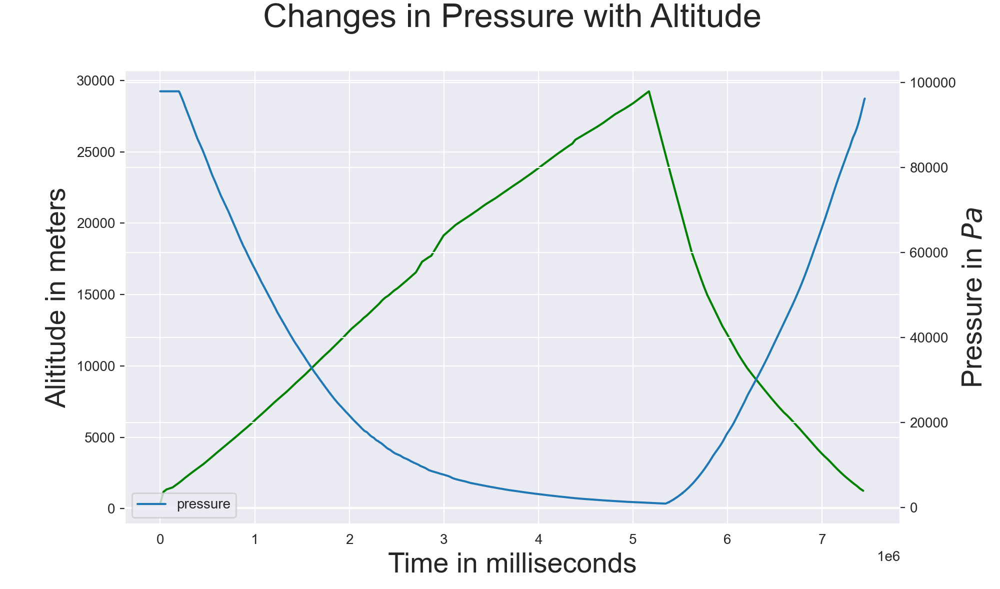 Changes in Pressure with Altitude
30000
25000
20000
15000
10000
5000
0
Alititude in meters
100000
80000
60000
40000
20000
0
Pressure in Pa
pressure
0 1 2 3 4 5 6 7
1e6
Time in milliseconds